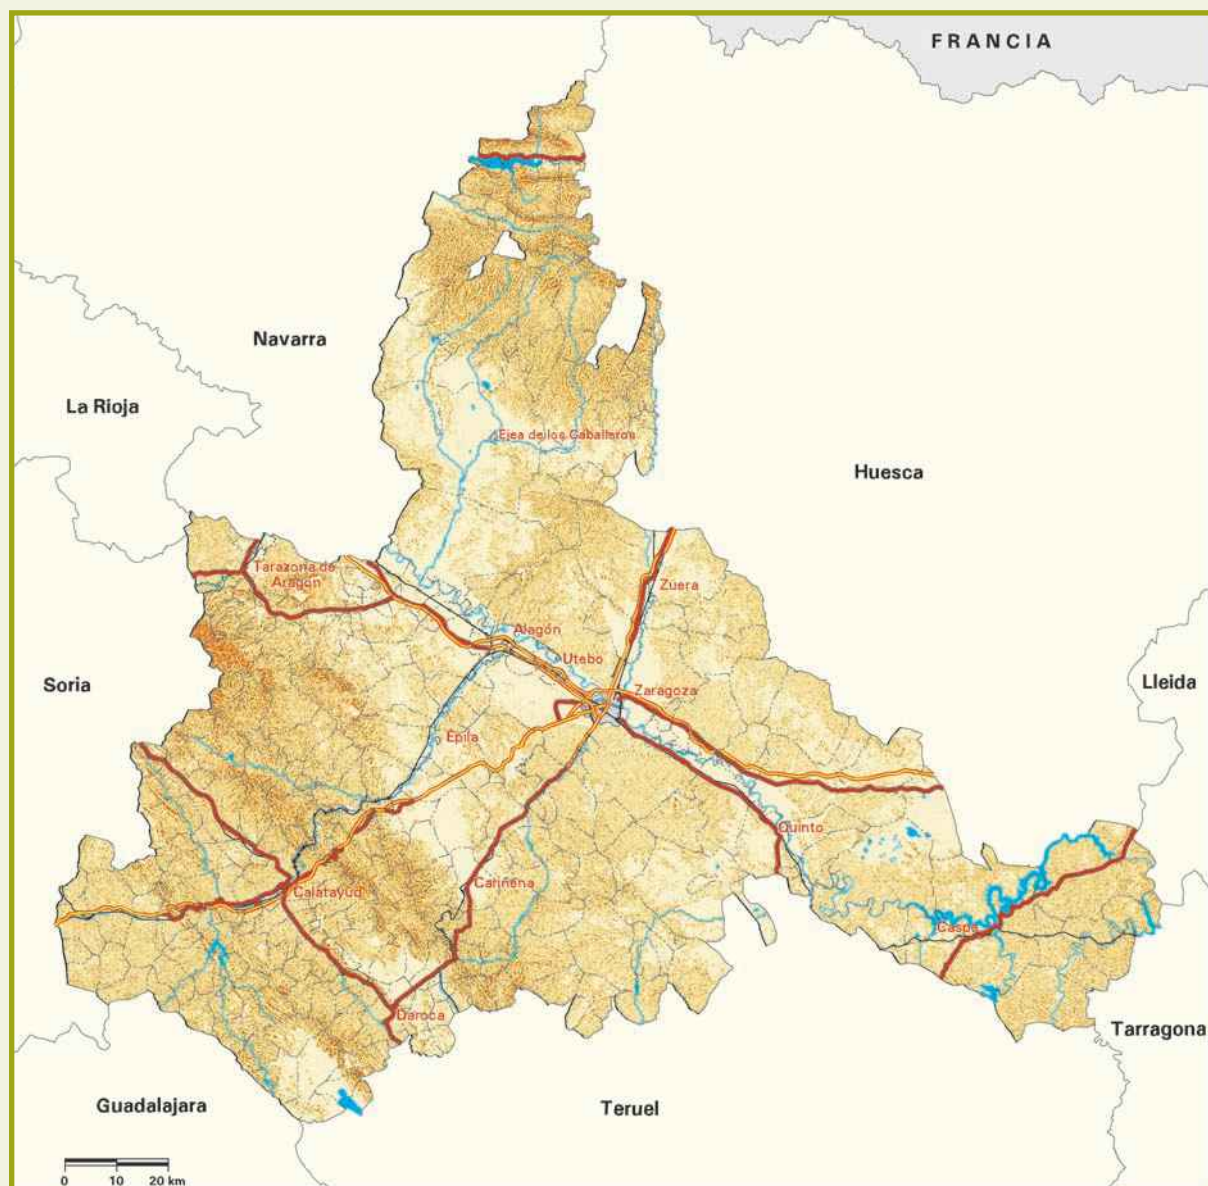 FRANCIA
Navarra
La Rioja
Ejea de los Caballeros
Huesca
Tarazona de
Aragón
Zuera
Alagón
Utebo
Soria
Zaragoza
Lleida
Épila
Quinto
Calatayud
Cariñena
Caspe
Daroca
Tarragona
Guadalajara
Teruel
0 10 20 km